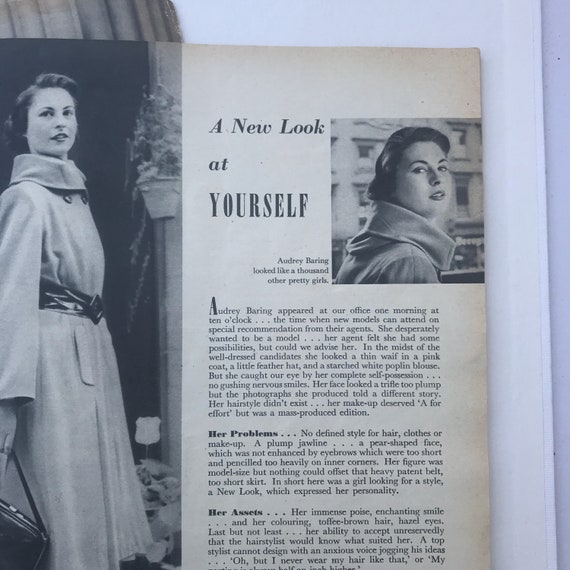 A New Look
at
YOURSELF
Audrey Baring
looked like a thousand
other pretty girls.
Audrey Baring appeared at our office one morning at
ten o'clock . . . the time when new models can attend on
special recommendation from their agents. She desperately
wanted to be a model . . . her agent felt she had some
possibilities, but could we advise her. In the midst of the
well-dressed candidates she looked a thin waif in a pink
coat, a little feather hat, and a starched white poplin blouse.
But she caught our eye by her complete self-possession . . .
no gushing nervous smiles. Her face looked a trifle too plump
but the photographs she produced told a different story.
Her hairstyle didn't exist . . . her make-up deserved 'A for
effort' but was a mass-produced edition.
Her Problems . . . No defined style for hair, clothes or
make-up. A plump jawline . . . a pear-shaped face,
which was not enhanced by eyebrows which were too short
and pencilled too heavily on inner corners. Her figure was
model-size but nothing could offset that heavy patent belt,
too short skirt. In short here was a girl looking for a style,
a New Look, which expressed her personality.
Her Assets . . . Her immense poise, enchanting smile
. . . and her colouring, toffee-brown hair, hazel eyes.
Last but not least . . . her ability to accept unreservedly
that the hairstylist would know what suited her. A top
stylist cannot design with an anxious voice jogging his ideas
. . . 'Oh, but I never wear my hair like that,' or 'My